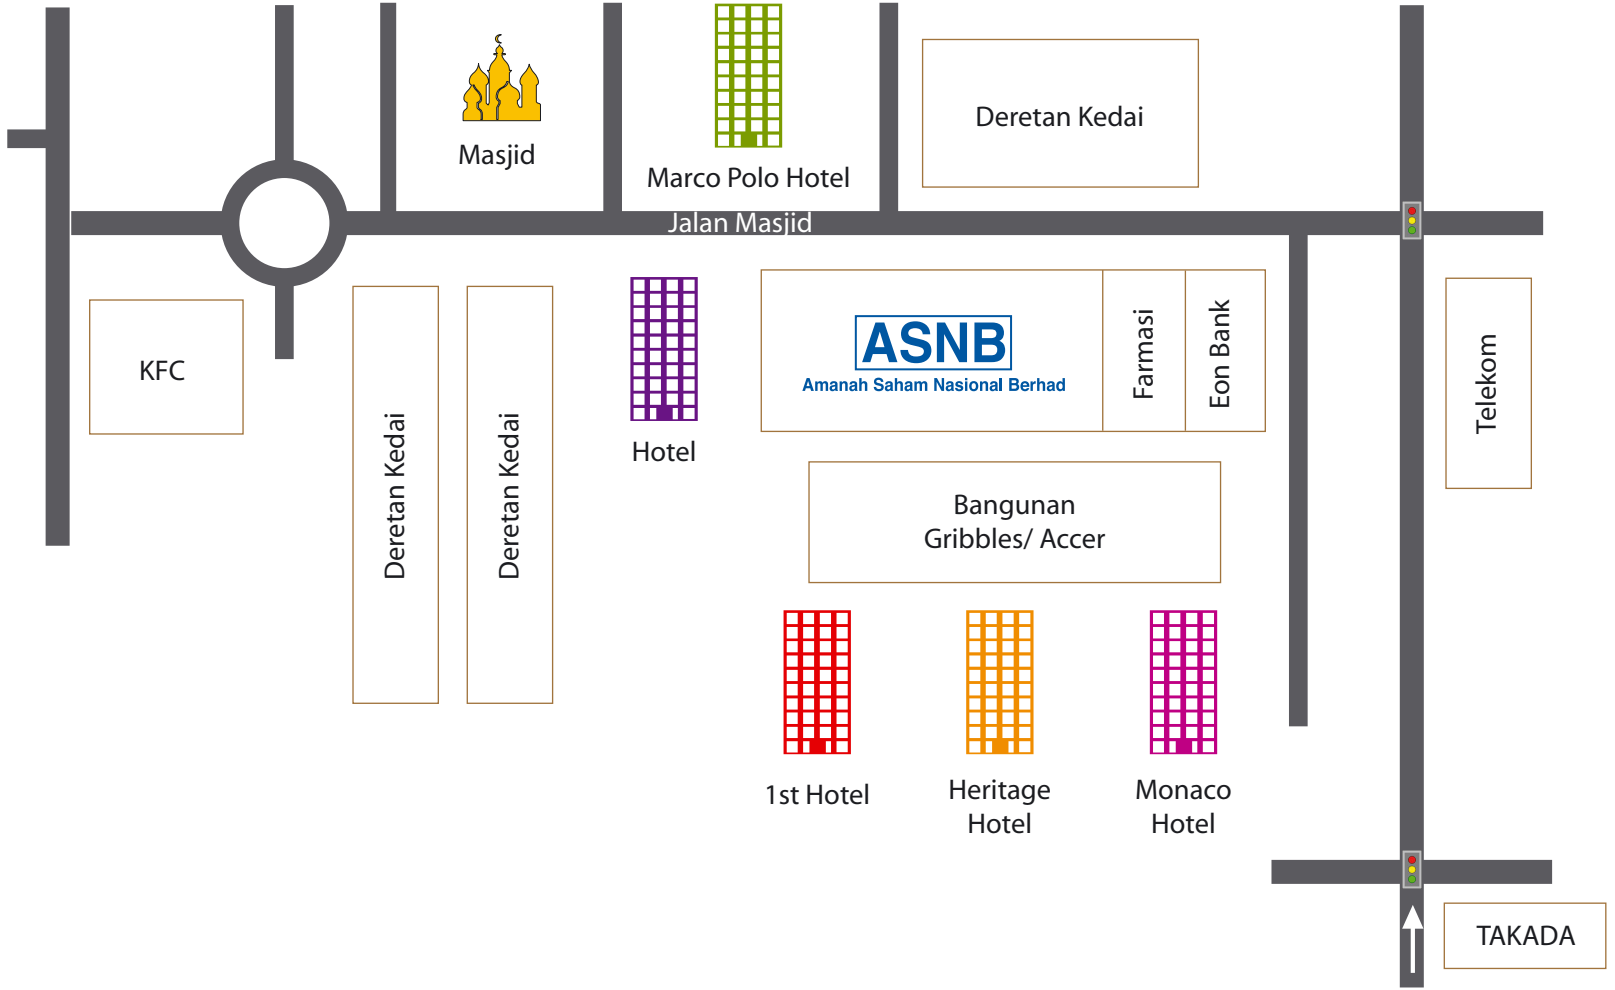 Masjid
Marco Polo Hotel
Deretan Kedai
Jalan Masjid
KFC
Deretan Kedai
Deretan Kedai
Hotel
ASNB
Amanah Saham Nasional Berhad
Farmasi
Eon Bank
Telekom
Bangunan
Gribbles/ Accer
1st Hotel
Heritage
Hotel
Monaco
Hotel
TAKADA